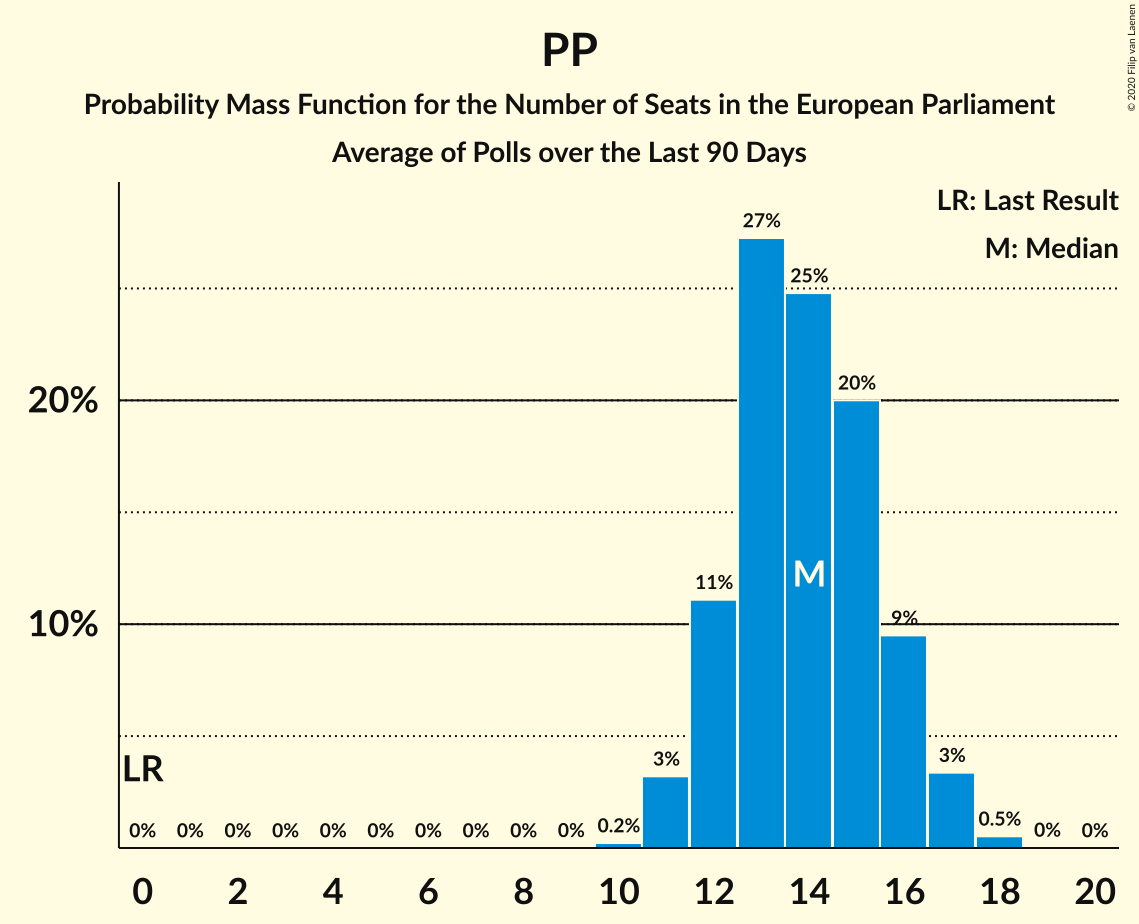 PP
Probability Mass Function for the Number of Seats in the European Parliament
Average of Polls over the Last 90 Days
© 2020 Filip van Laenen
LR: Last Result
M: Median
27%
25%
20%
20%
11%
M
10%
9%
LR
3%
3%
0% 0% 0% 0% 0% 0% 0% 0% 0% 0% 0.2% 0.5% 0% 0%
0 2 4 6 8 10 12 14 16 18 20